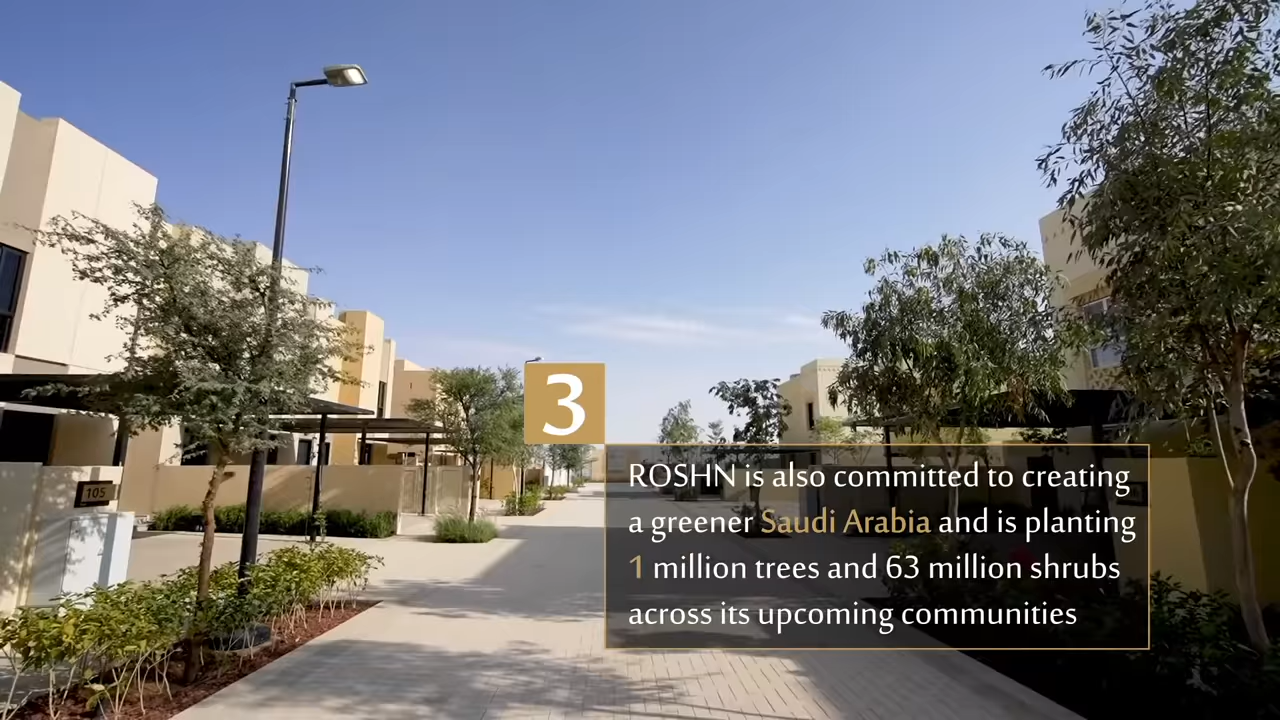 3
ROSHN is also committed to creating
a greener Saudi Arabia and is planting
1 million trees and 63 million shrubs
across its upcoming communities
105